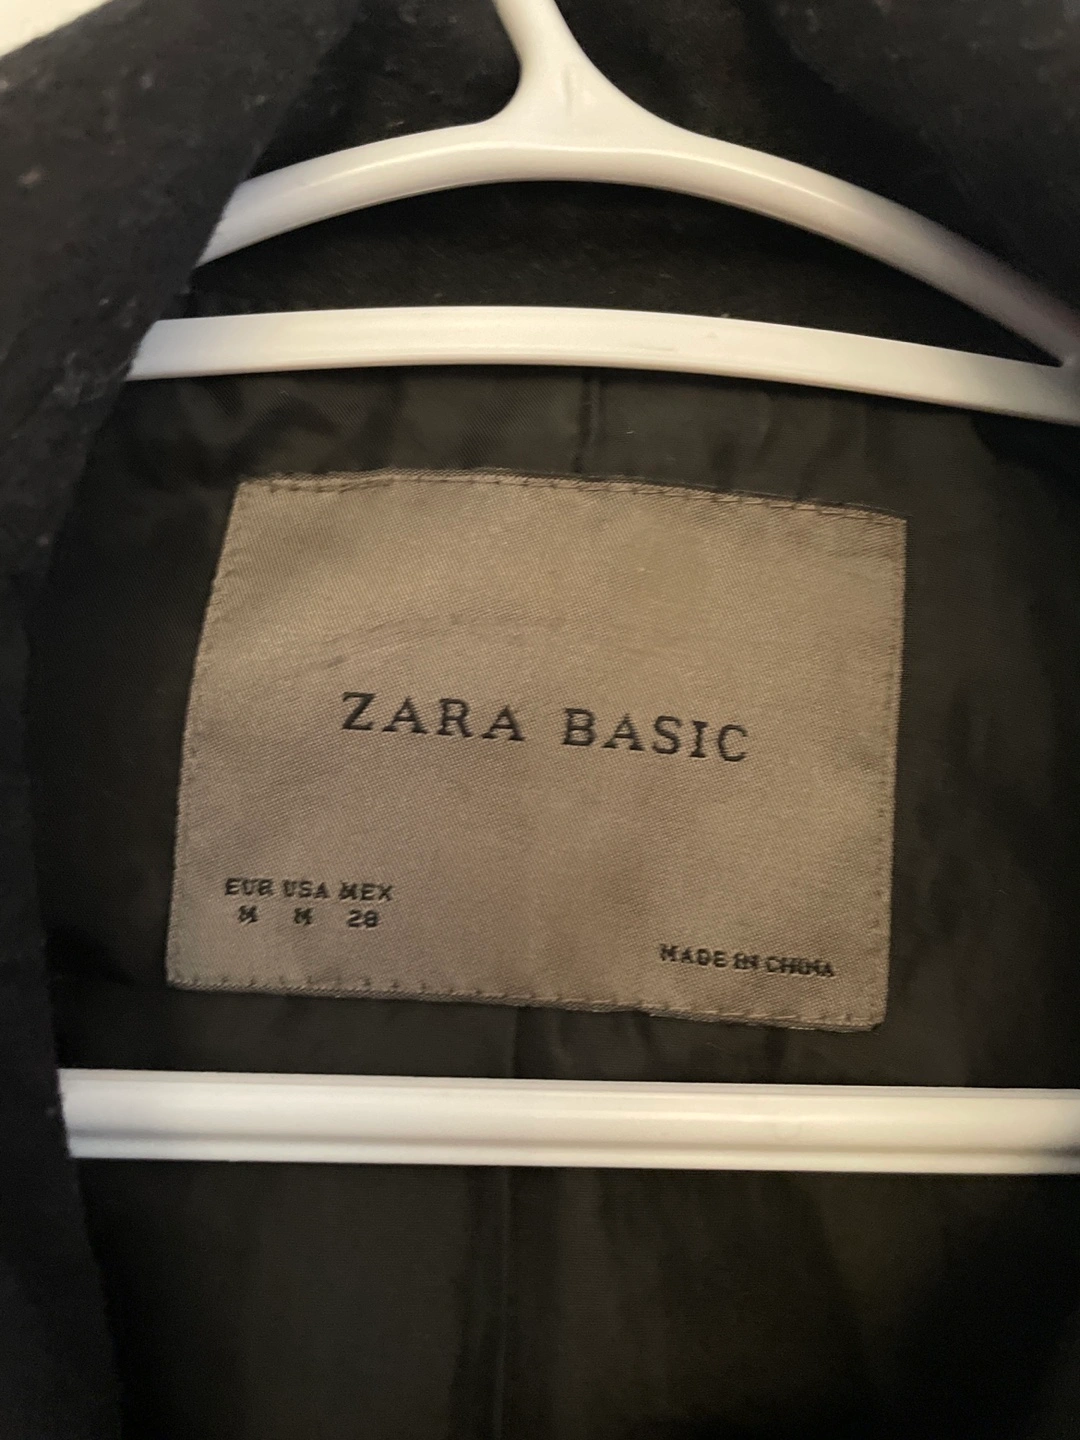 ZARA BASIC
EUR USA MEX
M M 28
MADE IN CHINA